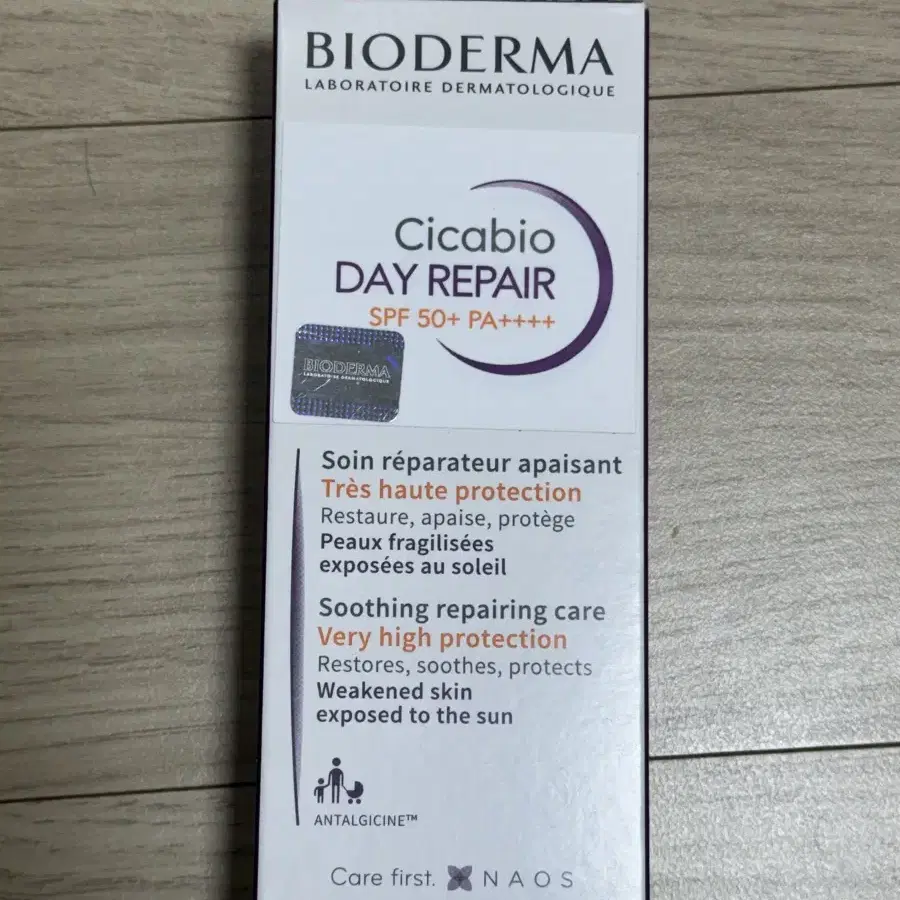 BIODERMA
LABORATOIRE DERMATOLOGIQUE
Cicabio
DAY REPAIR
SPF 50+ PA++++
BIODERMA
LABORATOIRE DERMATOLOGIQUE
Soin réparateur apaisant
Très haute protection
Restaure, apaise, protège
Peaux fragilisées
exposées au soleil
Soothing repairing care
Very high protection
Restores, soothes, protects
Weakened skin
exposed to the sun
ANTALGICINE™
Care first. NAOS